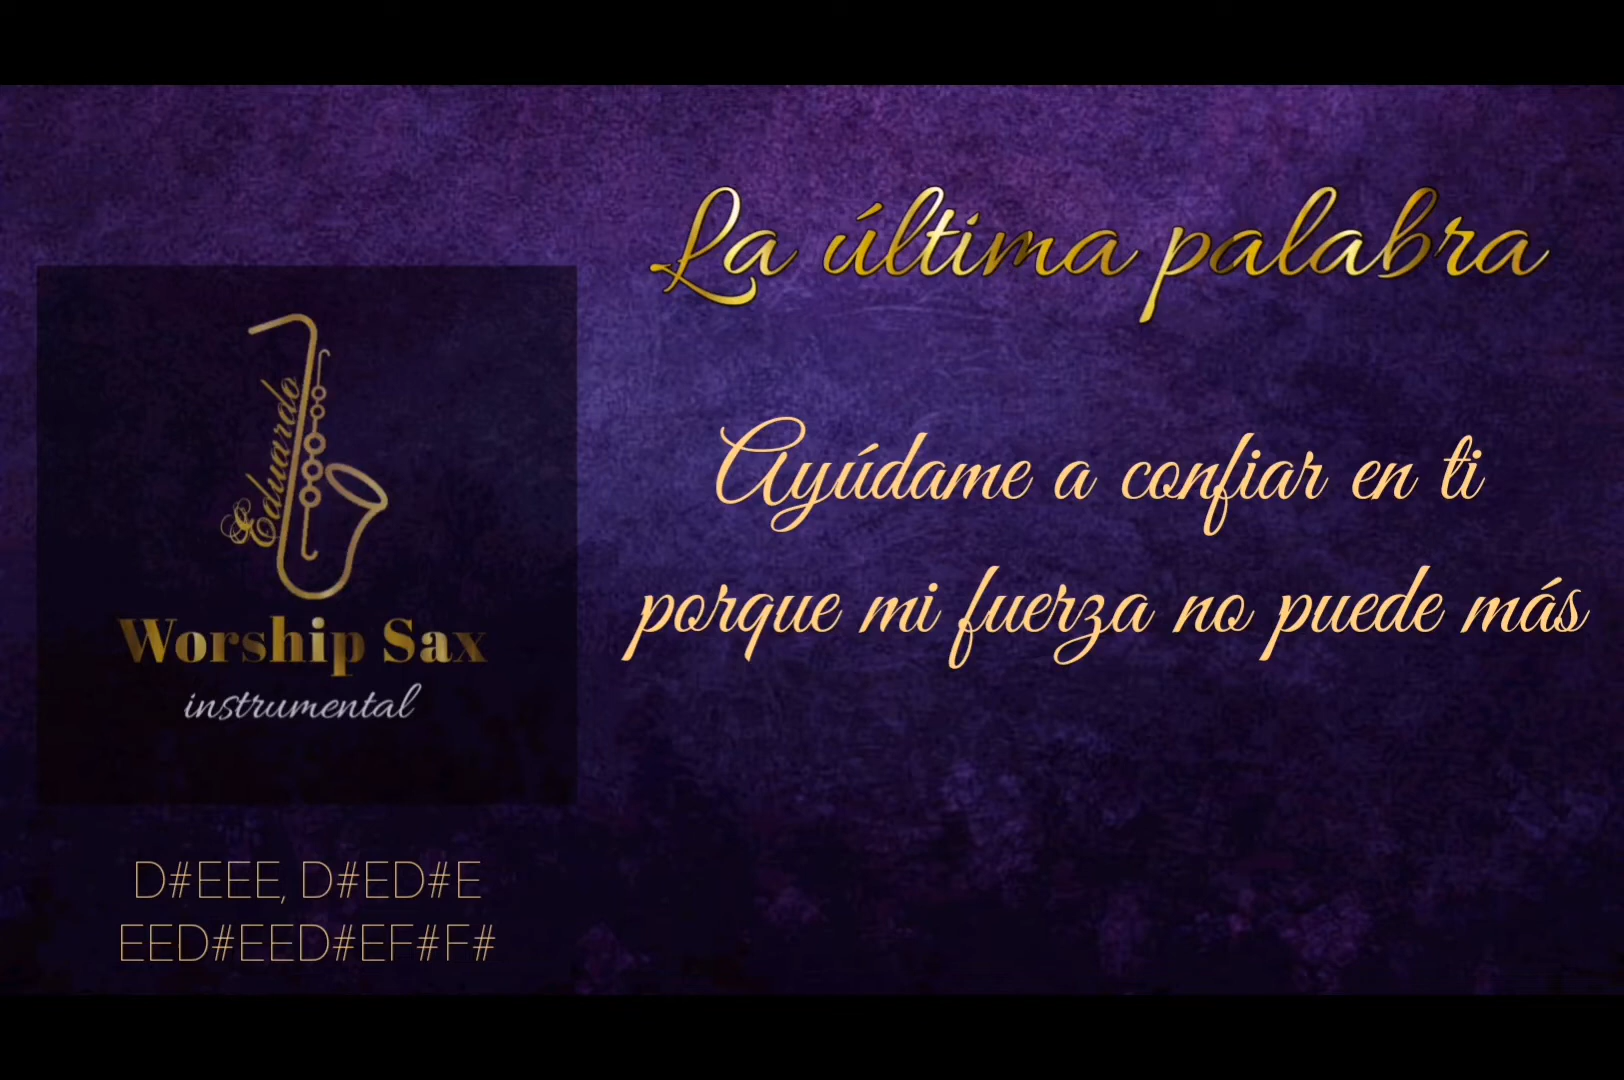 La última palabra
Ayúdame a confiar en ti
porque mi fuerza no puede más
Eduardo
Worship Sax
instrumental
D#EEE, D#ED#E
EED#EED#EF#F#